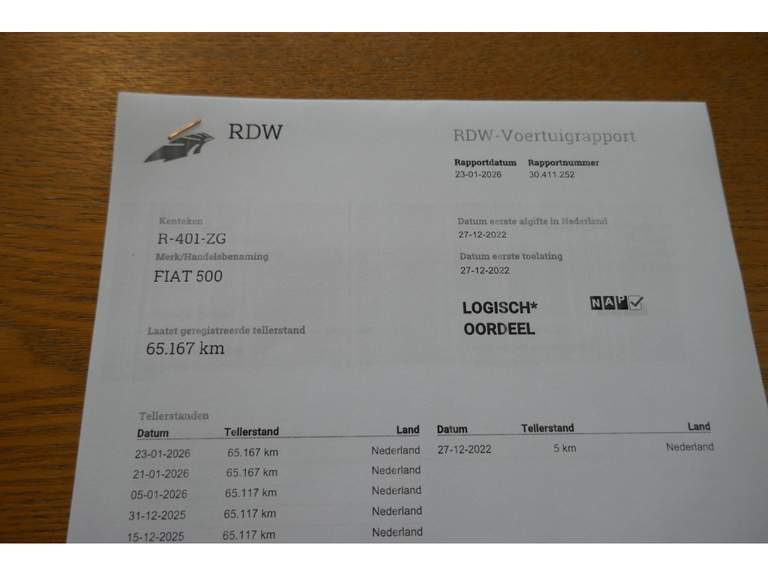 RDW
RDW-Voertuigrapport
Rapportdatum Rapportnummer
23-01-2026 30.411.252
Kenteken
R-401-ZG
Merk/Handelsbenaming
FIAT 500
Datum eerste afgifte in Nederland
27-12-2022
Datum eerste toelating
27-12-2022
Laatst geregistreerde tellerstand
65.167 km
LOGISCH*
OORDEEL
NAP
Tellerstanden
Datum Tellerstand Land Datum Tellerstand Land
23-01-2026 65.167 km Nederland 27-12-2022 5 km Nederland
21-01-2026 65.167 km Nederland
05-01-2026 65.117 km Nederland
31-12-2025 65.117 km Nederland
15-12-2025 65.117 km Nederland